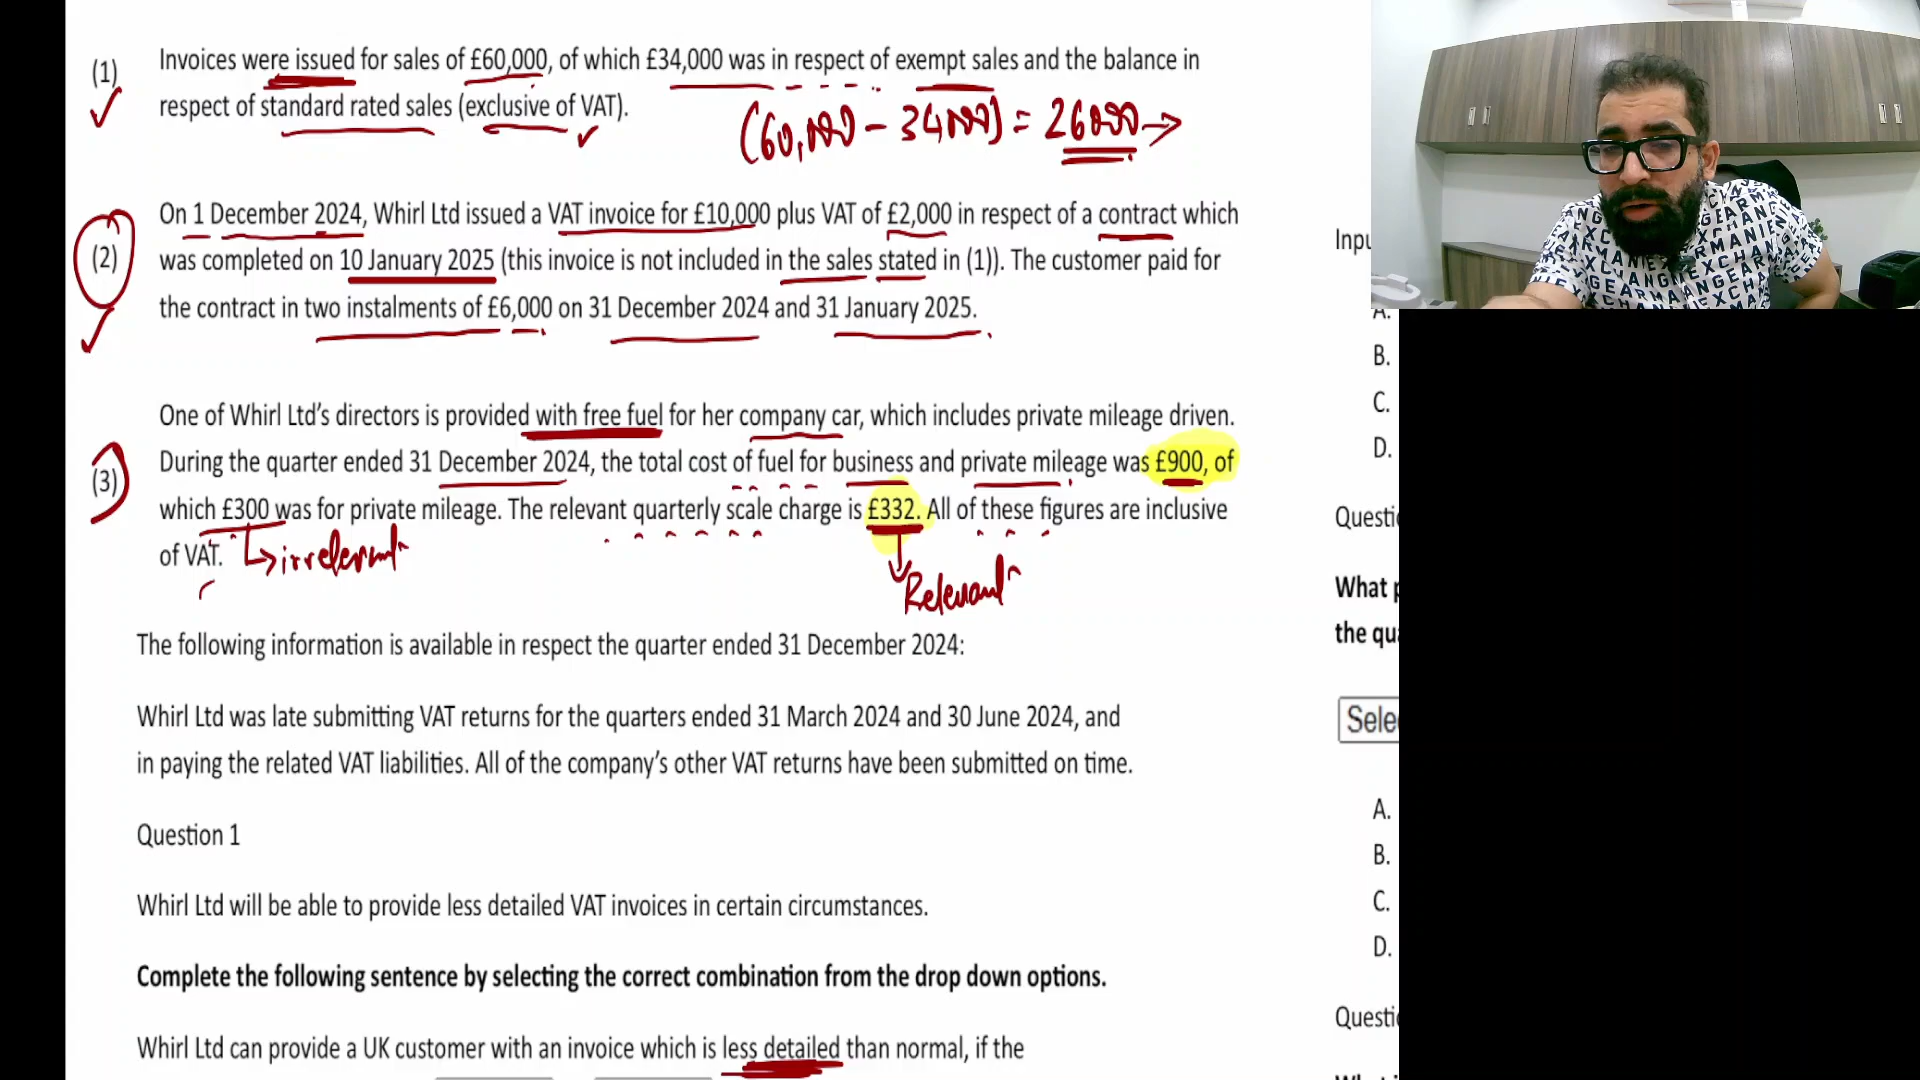 (1)
Invoices were issued for sales of £60,000, of which £34,000 was in respect of exempt sales and the balance in
respect of standard rated sales (exclusive of VAT).
(60,000 - 34000) = 26000 →
(2)
On 1 December 2024, Whirl Ltd issued a VAT invoice for £10,000 plus VAT of £2,000 in respect of a contract which
was completed on 10 January 2025 (this invoice is not included in the sales stated in (1)). The customer paid for
the contract in two instalments of £6,000 on 31 December 2024 and 31 January 2025.
(3)
One of Whirl Ltd’s directors is provided with free fuel for her company car, which includes private mileage driven.
During the quarter ended 31 December 2024, the total cost of fuel for business and private mileage was £900, of
which £300 was for private mileage. The relevant quarterly scale charge is £332. All of these figures are inclusive
of VAT.
irrelevant
Relevant
The following information is available in respect the quarter ended 31 December 2024:
Whirl Ltd was late submitting VAT returns for the quarters ended 31 March 2024 and 30 June 2024, and
in paying the related VAT liabilities. All of the company’s other VAT returns have been submitted on time.
Question 1
Whirl Ltd will be able to provide less detailed VAT invoices in certain circumstances.
Complete the following sentence by selecting the correct combination from the drop down options.
Whirl Ltd can provide a UK customer with an invoice which is less detailed than normal, if the
A.
B.
C.
D.
What
the
A.
B.
C.
D.